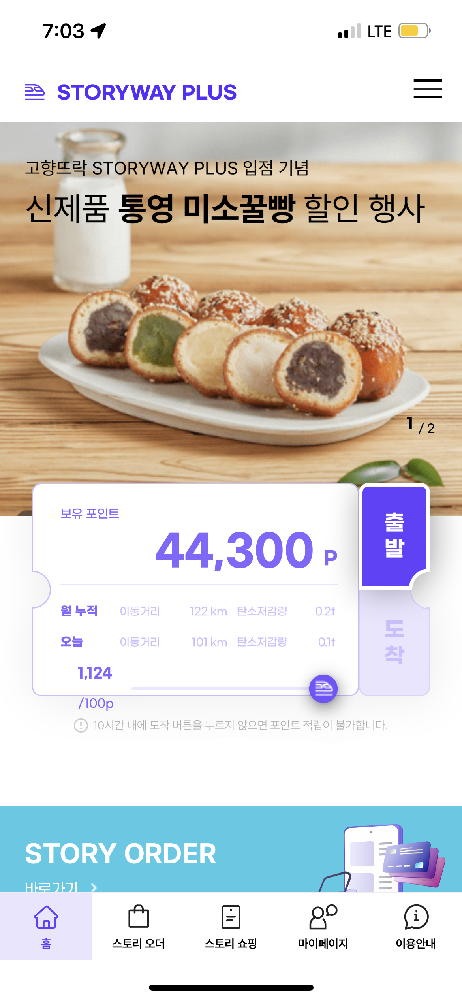 7:03
LTE
STORYWAY PLUS
고향뜨락 STORYWAY PLUS 입점 기념
신제품 통영 미소꿀빵 할인 행사
1 / 2
보유 포인트
44,300 P
출발
월 누적 이동거리 122 km 탄소저감량 0.2t
오늘 이동거리 101 km 탄소저감량 0.1t
도착
1,124
/100p
10시간 내에 도착 버튼을 누르지 않으면 포인트 적립이 불가합니다.
STORY ORDER
바로가기
홈
스토리 오더
스토리 쇼핑
마이페이지
이용안내